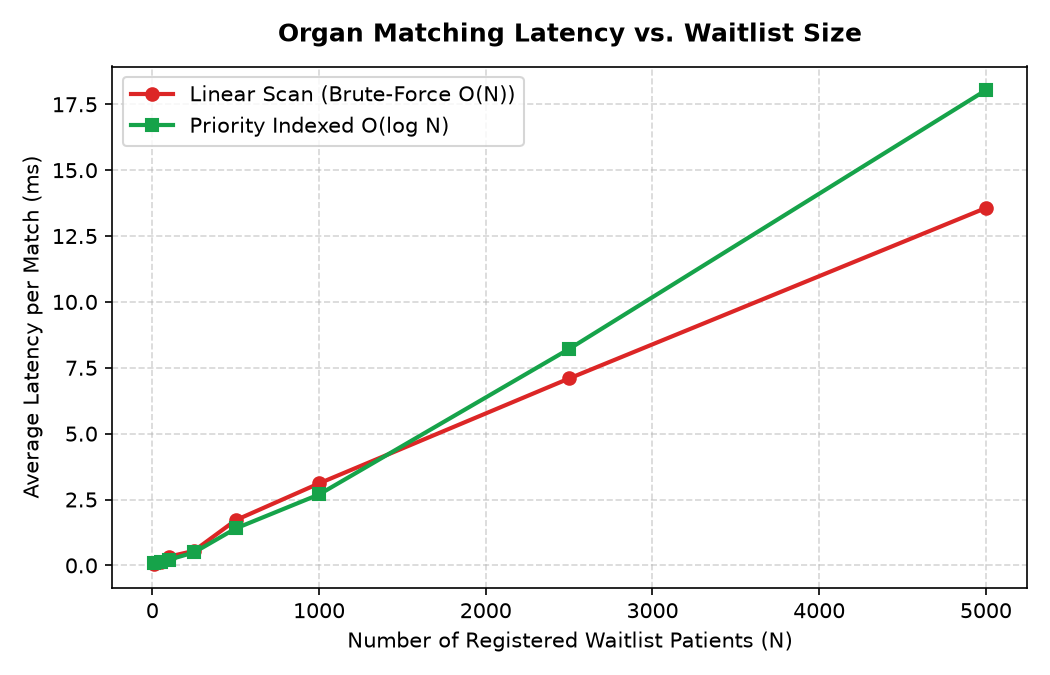 Organ Matching Latency vs. Waitlist Size
Linear Scan (Brute-Force O(N))
Priority Indexed O(log N)
Average Latency per Match (ms)
17.5
15.0
12.5
10.0
7.5
5.0
2.5
0.0
0 1000 2000 3000 4000 5000
Number of Registered Waitlist Patients (N)